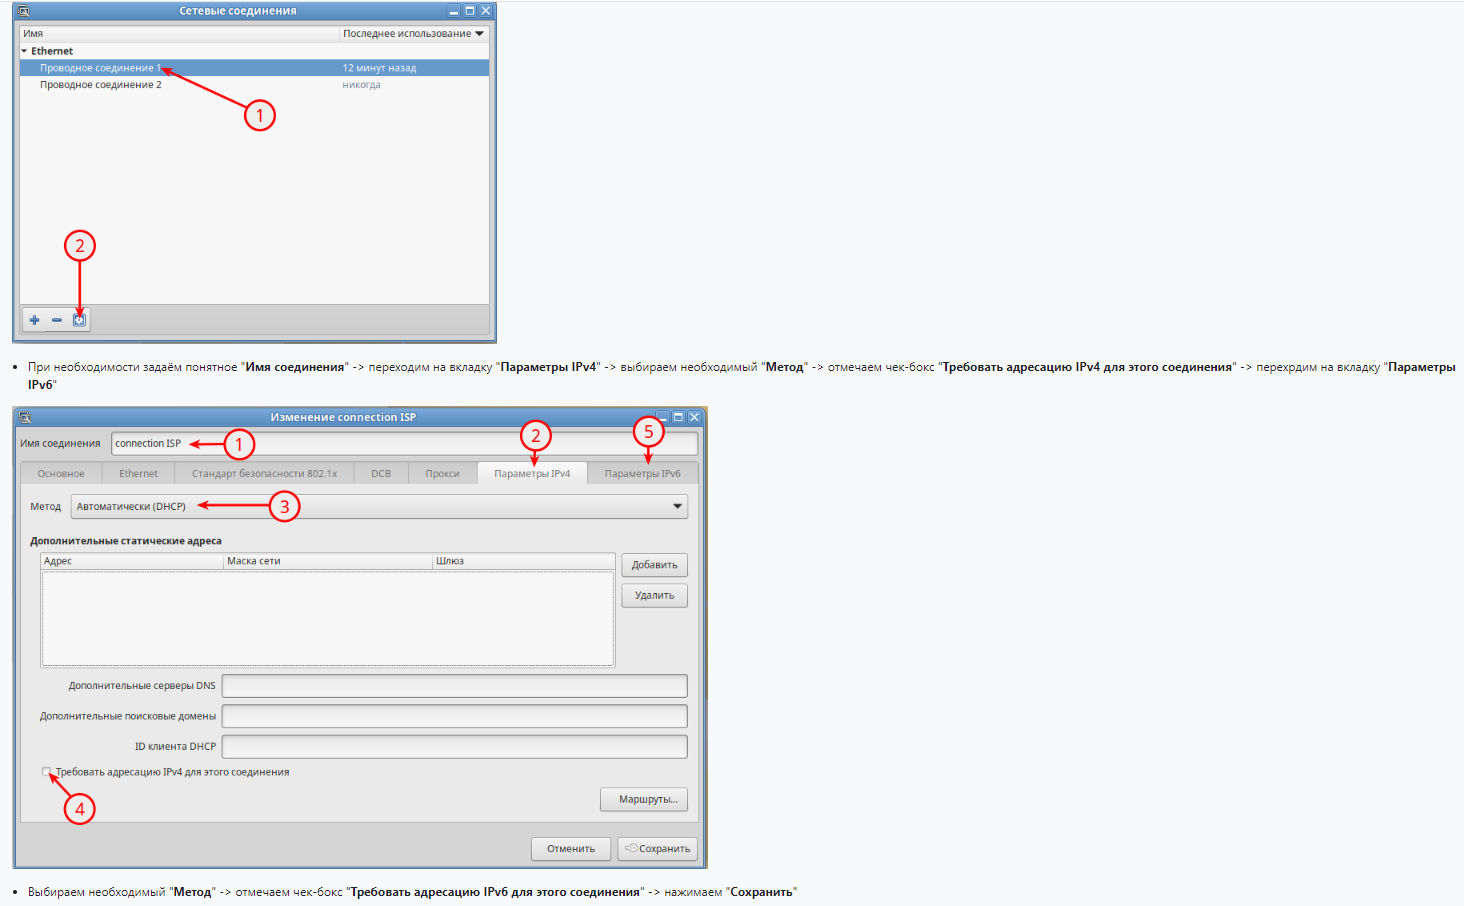 Сетевые соединения
Имя Последнее использование
Ethernet
Проводное соединение 1 12 минут назад
Проводное соединение 2 никогда
1
2
• При необходимости задаём понятное "Имя соединения" -> переходим на вкладку "Параметры IPv4" -> выбираем необходимый "Метод" -> отмечаем чек-бокс "Требовать адресацию IPv4 для этого соединения" -> перехрдим на вкладку "Параметры
IPv6"
Изменение connection ISP
Имя соединения connection ISP 1 2 5
Основное Ethernet Стандарт безопасности 802.1x DCB Прокси Параметры IPv4 Параметры IPv6
Метод Автоматически (DHCP) 3
Дополнительные статические адреса
Адрес Маска сети Шлюз
Добавить
Удалить
Дополнительные серверы DNS
Дополнительные поисковые домены
ID клиента DHCP
Требовать адресацию IPv4 для этого соединения
4
Маршруты...
Отменить Сохранить
• Выбираем необходимый "Метод" -> отмечаем чек-бокс "Требовать адресацию IPv6 для этого соединения" -> нажимаем "Сохранить"